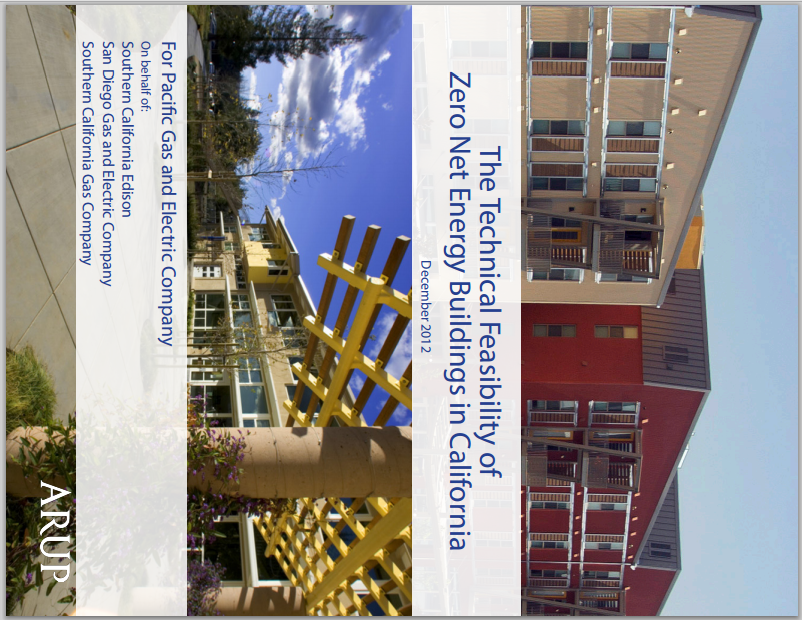 The Technical Feasibility of
Zero Net Energy Buildings in California
December 2012
For Pacific Gas and Electric Company
On behalf of:
Southern California Edison
San Diego Gas and Electric Company
Southern California Gas Company
ARUP